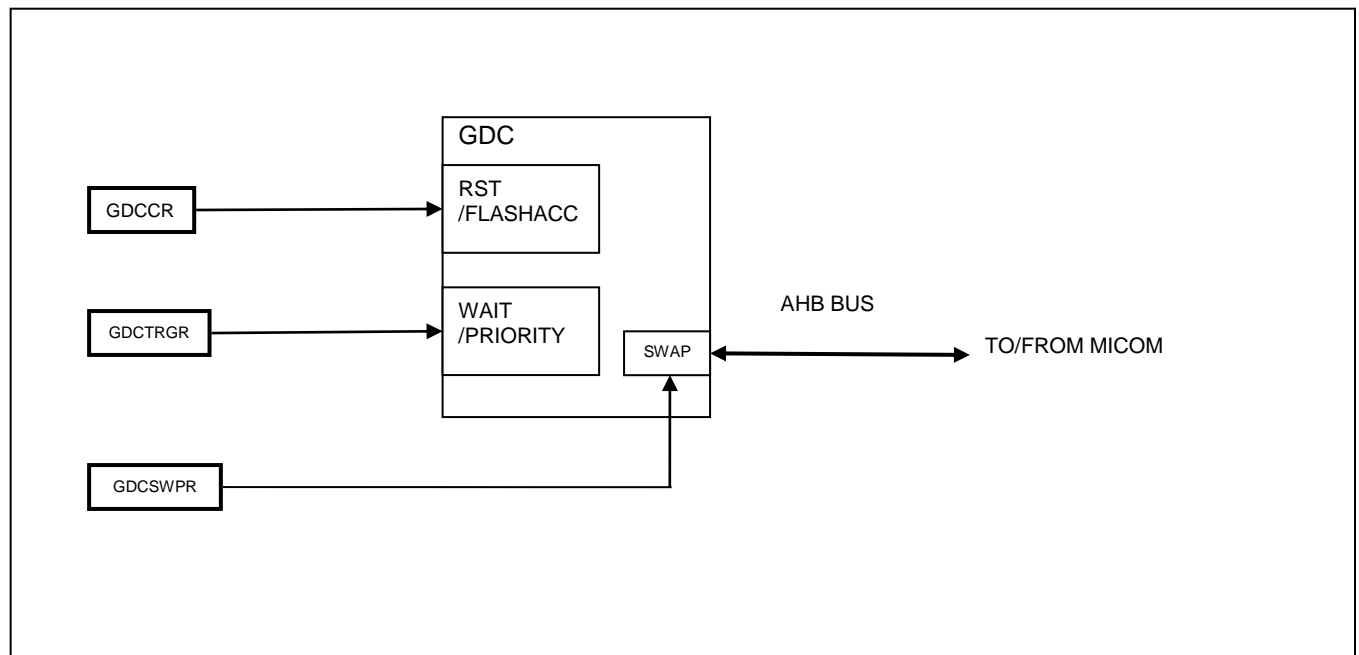 GDC
RST
/FLASHACC
GDCCR
WAIT
/PRIORITY
GDCTRGR
SWAP
AHB BUS
TO/FROM MICOM
GDCSWPR